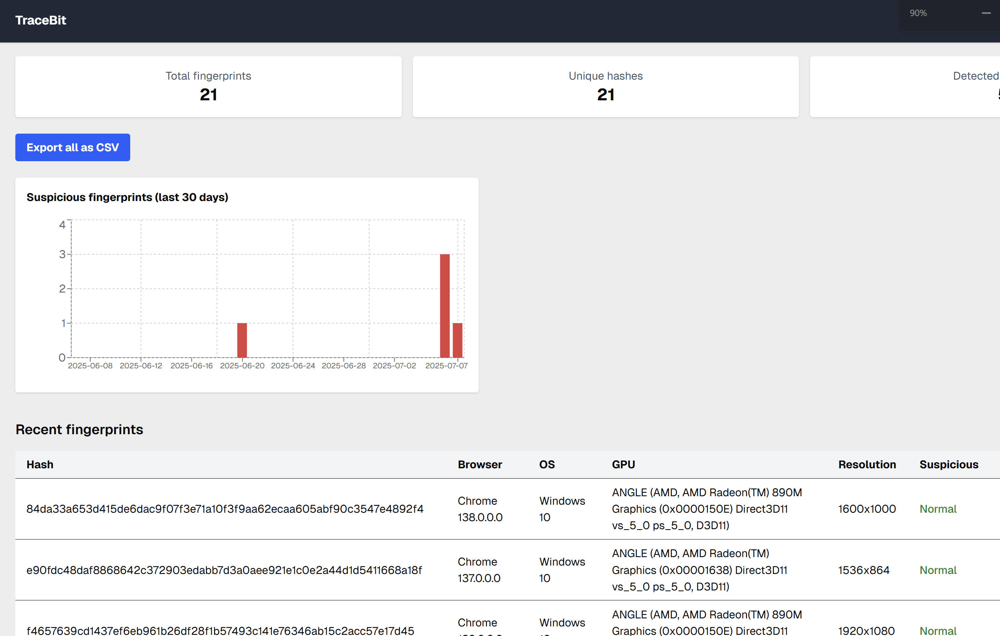 TraceBit
90%
Total fingerprints
21
Unique hashes
21
Detected
Export all as CSV
Suspicious fingerprints (last 30 days)
4
3
2
1
0
2025-06-08 2025-06-12 2025-06-16 2025-06-20 2025-06-24 2025-06-28 2025-07-02 2025-07-07
Recent fingerprints
Hash Browser OS GPU Resolution Suspicious
84da33a653d415de6dac9f07f3e71a10f3f9aa62ecaa605abf90c3547e4892f4
Chrome
138.0.0.0
Windows
10
ANGLE (AMD, AMD Radeon(TM) 890M
Graphics (0x0000150E) Direct3D11
vs_5_0 ps_5_0, D3D11)
1600x1000
Normal
e90fdc48daf8868642c372903edabb7d3a0aee921e1c0e2a44d1d5411668a18f
Chrome
137.0.0.0
Windows
10
ANGLE (AMD, AMD Radeon(TM)
Graphics (0x00001638) Direct3D11
vs_5_0 ps_5_0, D3D11)
1536x864
Normal
f4657639cd1437ef6eb961b26df28f1b57493c141e76346ab15c2acc57e17d45
Chrome
Windows
ANGLE (AMD, AMD Radeon(TM) 890M
Graphics (0x0000150E) Direct3D11
1920x1080
Normal